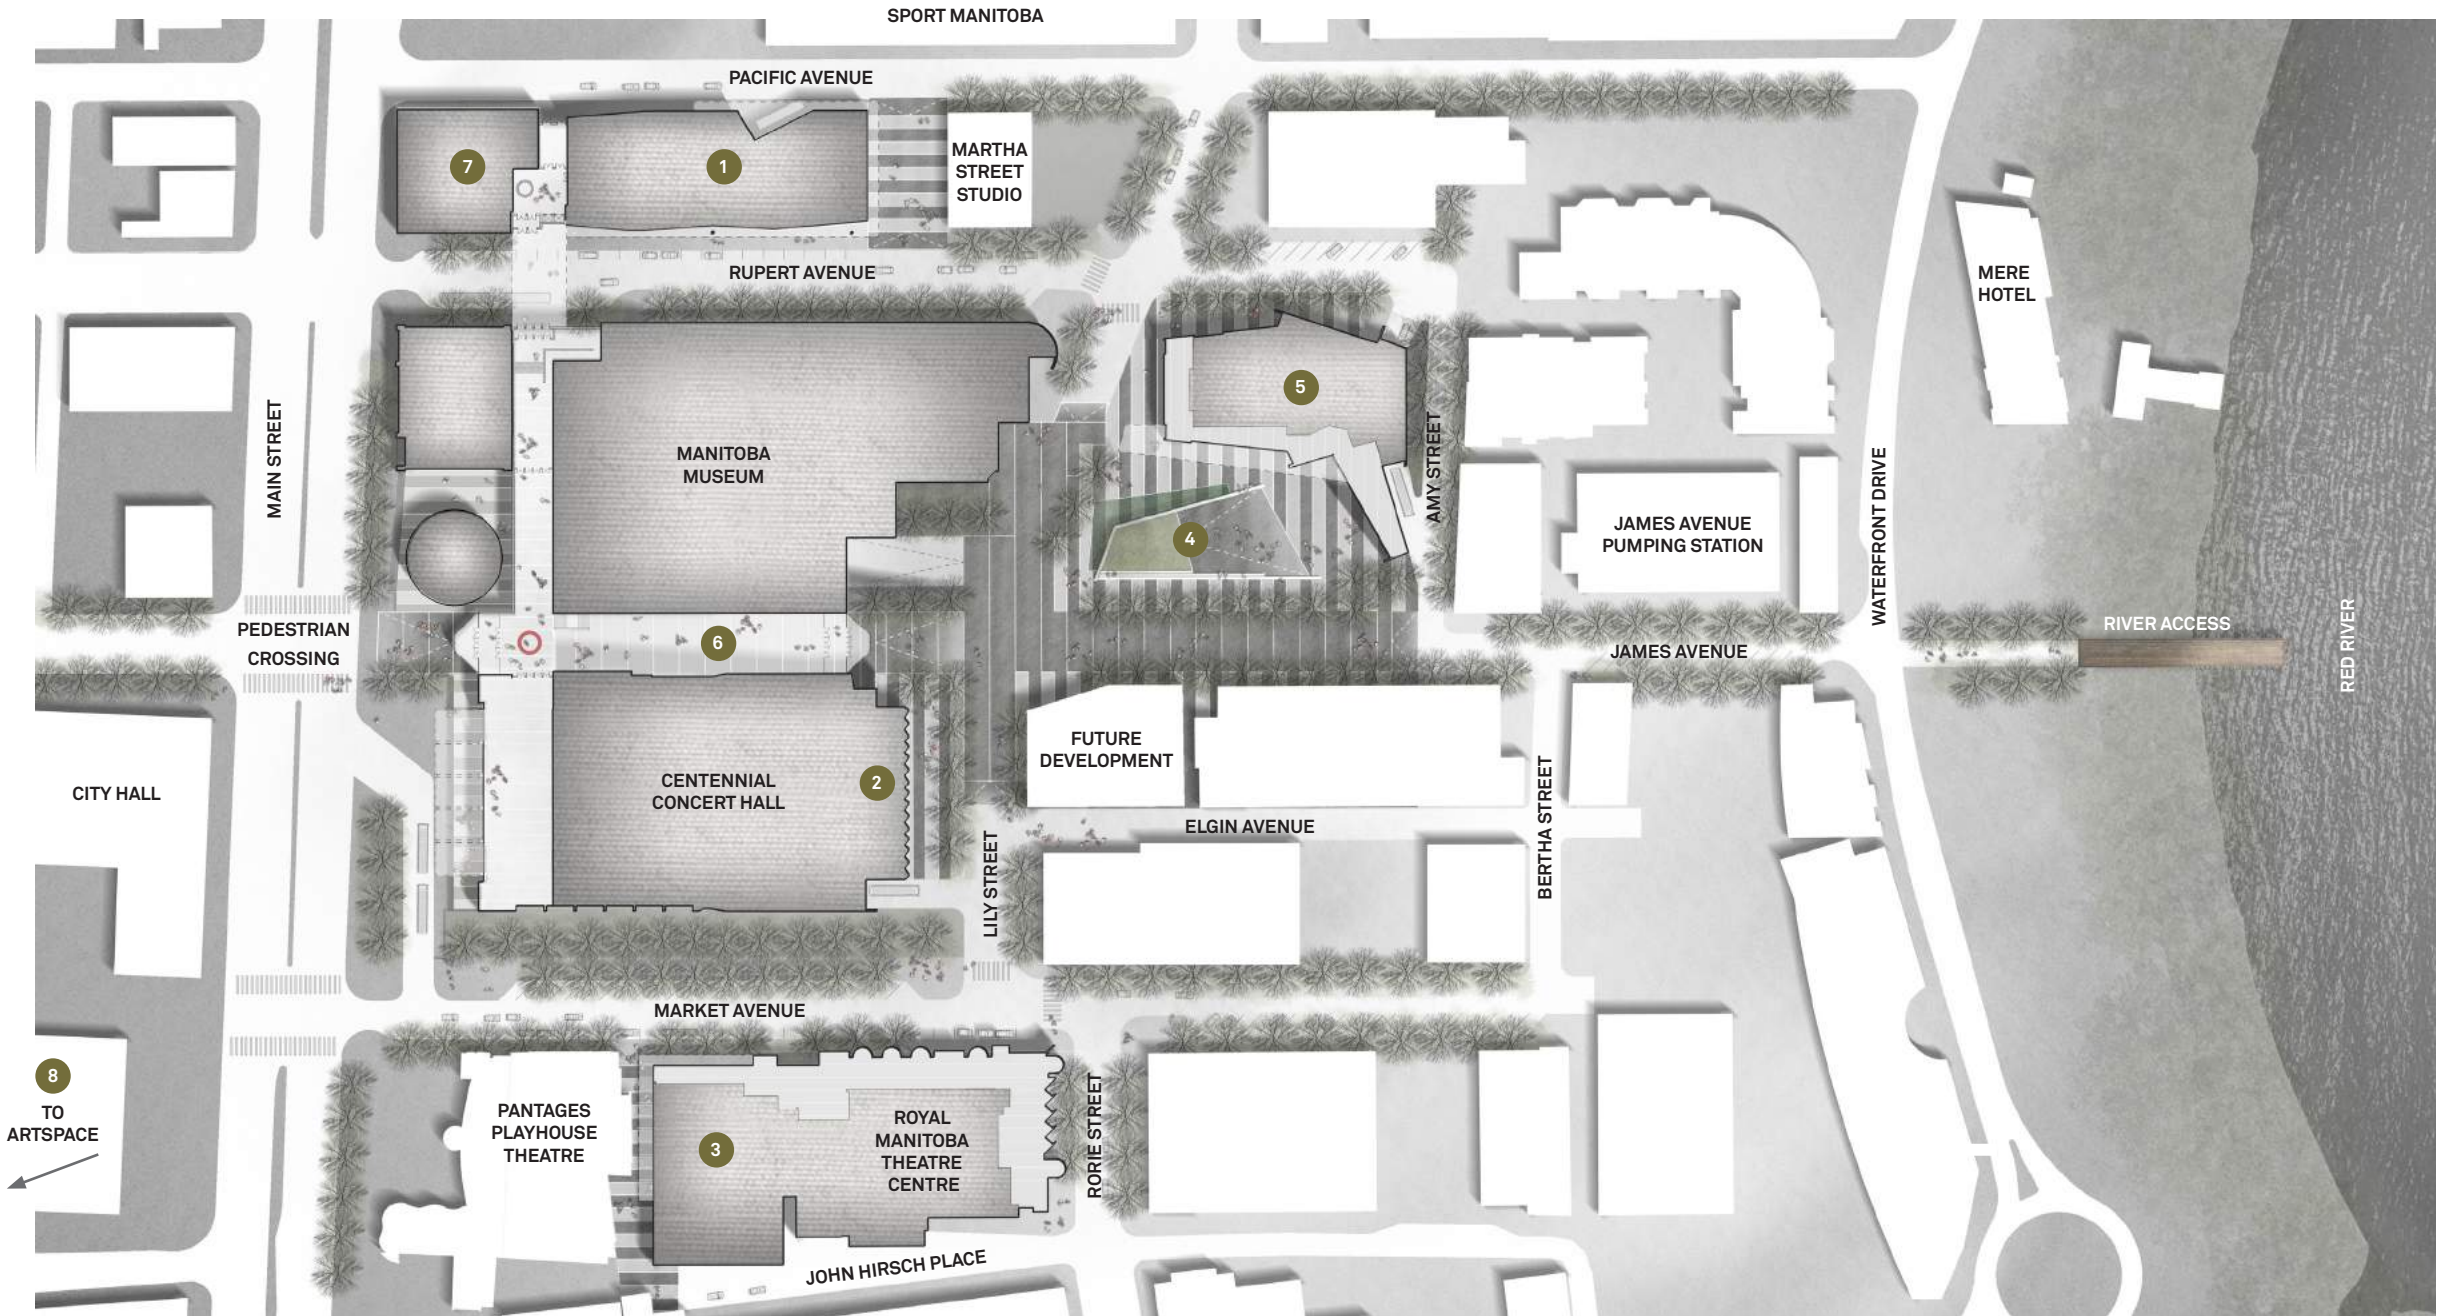 SPORT MANITOBA
PACIFIC AVENUE
7
1
MARTHA
STREET
STUDIO
RUPERT AVENUE
MERE
HOTEL
5
MAIN STREET
MANITOBA
MUSEUM
AMY STREET
4
JAMES AVENUE
PUMPING STATION
WATERFRONT DRIVE
PEDESTRIAN
CROSSING
6
RIVER ACCESS
JAMES AVENUE
RED RIVER
CITY HALL
CENTENNIAL
CONCERT HALL
2
FUTURE
DEVELOPMENT
ELGIN AVENUE
BERTHA STREET
LILY STREET
MARKET AVENUE
8
TO
ARTSPACE
PANTAGES
PLAYHOUSE
THEATRE
3
ROYAL
MANITOBA
THEATRE
CENTRE
RORIE STREET
JOHN HIRSCH PLACE